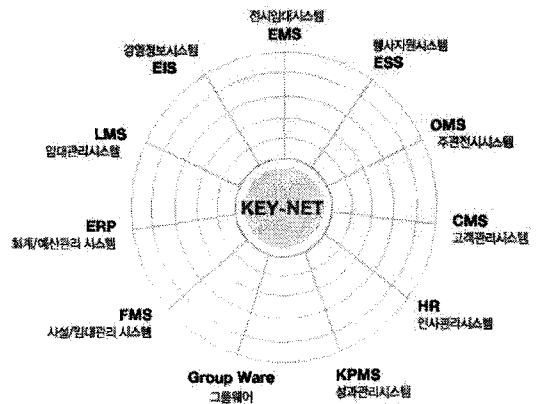 전시임대시스템
EMS
행사지원시스템
ESS
OMS
주관전시시스템
CMS
고객관리시스템
HR
인사관리시스템
KPMS
성과관리시스템
Group Ware
그룹웨어
FMS
시설/임대관리 시스템
ERP
회계/예산관리 시스템
LMS
임대관리시스템
경영정보시스템
EIS
KEY-NET